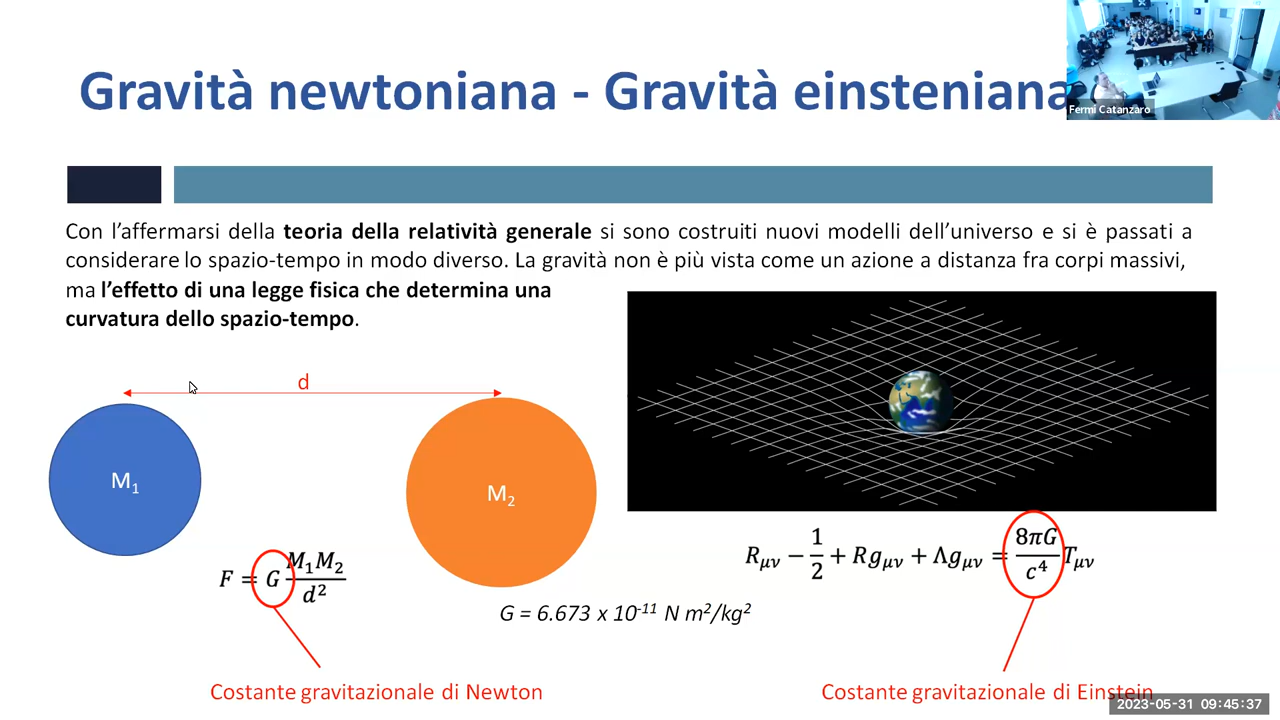 Gravità newtoniana - Gravità einsteniana
Fermi Catanzaro
Con l’affermarsi della teoria della relatività generale si sono costruiti nuovi modelli dell’universo e si è passati a
considerare lo spazio-tempo in modo diverso. La gravità non è più vista come un azione a distanza fra corpi massivi,
ma l’effetto di una legge fisica che determina una
curvatura dello spazio-tempo.
d
M₁
M₂
F = G M₁M₂/d²
R_μν − 1/2 + Rg_μν + Λg_μν = 8πG/c⁴ T_μν
G = 6.673 x 10⁻¹¹ N m²/kg²
Costante gravitazionale di Newton
Costante gravitazionale di Einstein
2023-05-31 09:45:37